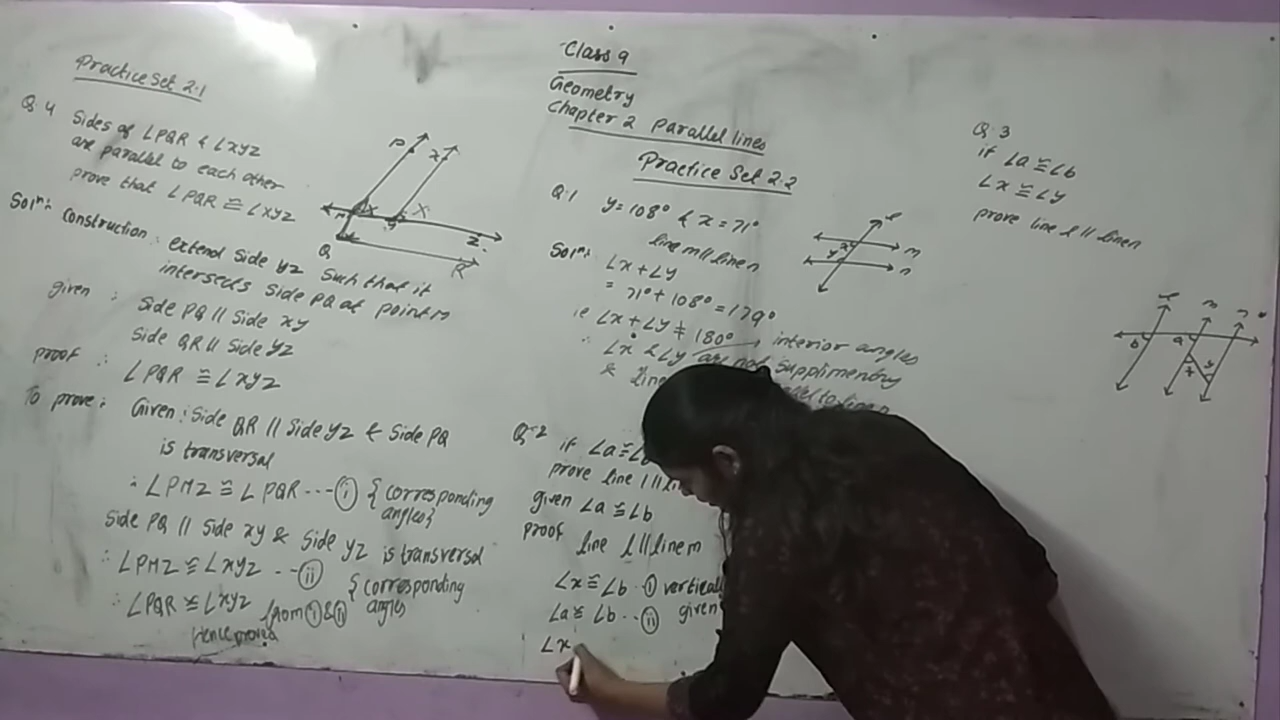 Practice Set 2.1
Q.4 Sides of ∠PQR & ∠XYZ
are parallel to each other
prove that ∠PQR ≅ ∠XYZ
Solⁿ: Construction: extend side YZ such that it
intersects side PQ at point M
given : Side PQ || Side XY
Side QR || Side YZ
proof : ∠PQR ≅ ∠XYZ
To prove: Given: Side QR || Side YZ & Side PQ
is transversal
∴ ∠PMZ ≅ ∠PQR ---(i) {corresponding
angles}
Side PQ || Side XY & Side YZ is transversal
∴ ∠PMZ ≅ ∠XYZ --(ii) {corresponding
angles
∴ ∠PQR ≅ ∠XYZ from (i) & (ii)
Hence proved
P
X
X
M
Y
Z
Q
R
Class 9
Geometry
Chapter 2 parallel lines
Practice Set 2.2
Q.1 y = 108° & x = 71°
line m || line n
Solⁿ: ∠x + ∠y
= 71° + 108° = 179°
ie ∠x + ∠y ≠ 180° → interior angles
∴ ∠x & ∠y are not supplimentry
& line to line n
l
m
x
y
n
Q-2 if ∠a ≅ ∠b
prove line l || line
given ∠a ≅ ∠b
proof line l || line m
∠x ≅ ∠b -(i)
∠a ≅ ∠b --(ii) given
∠x
Q.3
if ∠a ≅ ∠b
∠x ≅ ∠y
prove line l || line n
l m n
b a
x y